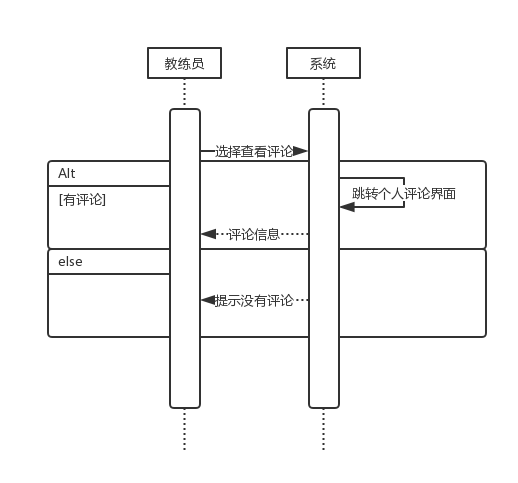 教练员
系统
选择查看评论
Alt
[有评论]
跳转个人评论界面
评论信息
else
提示没有评论